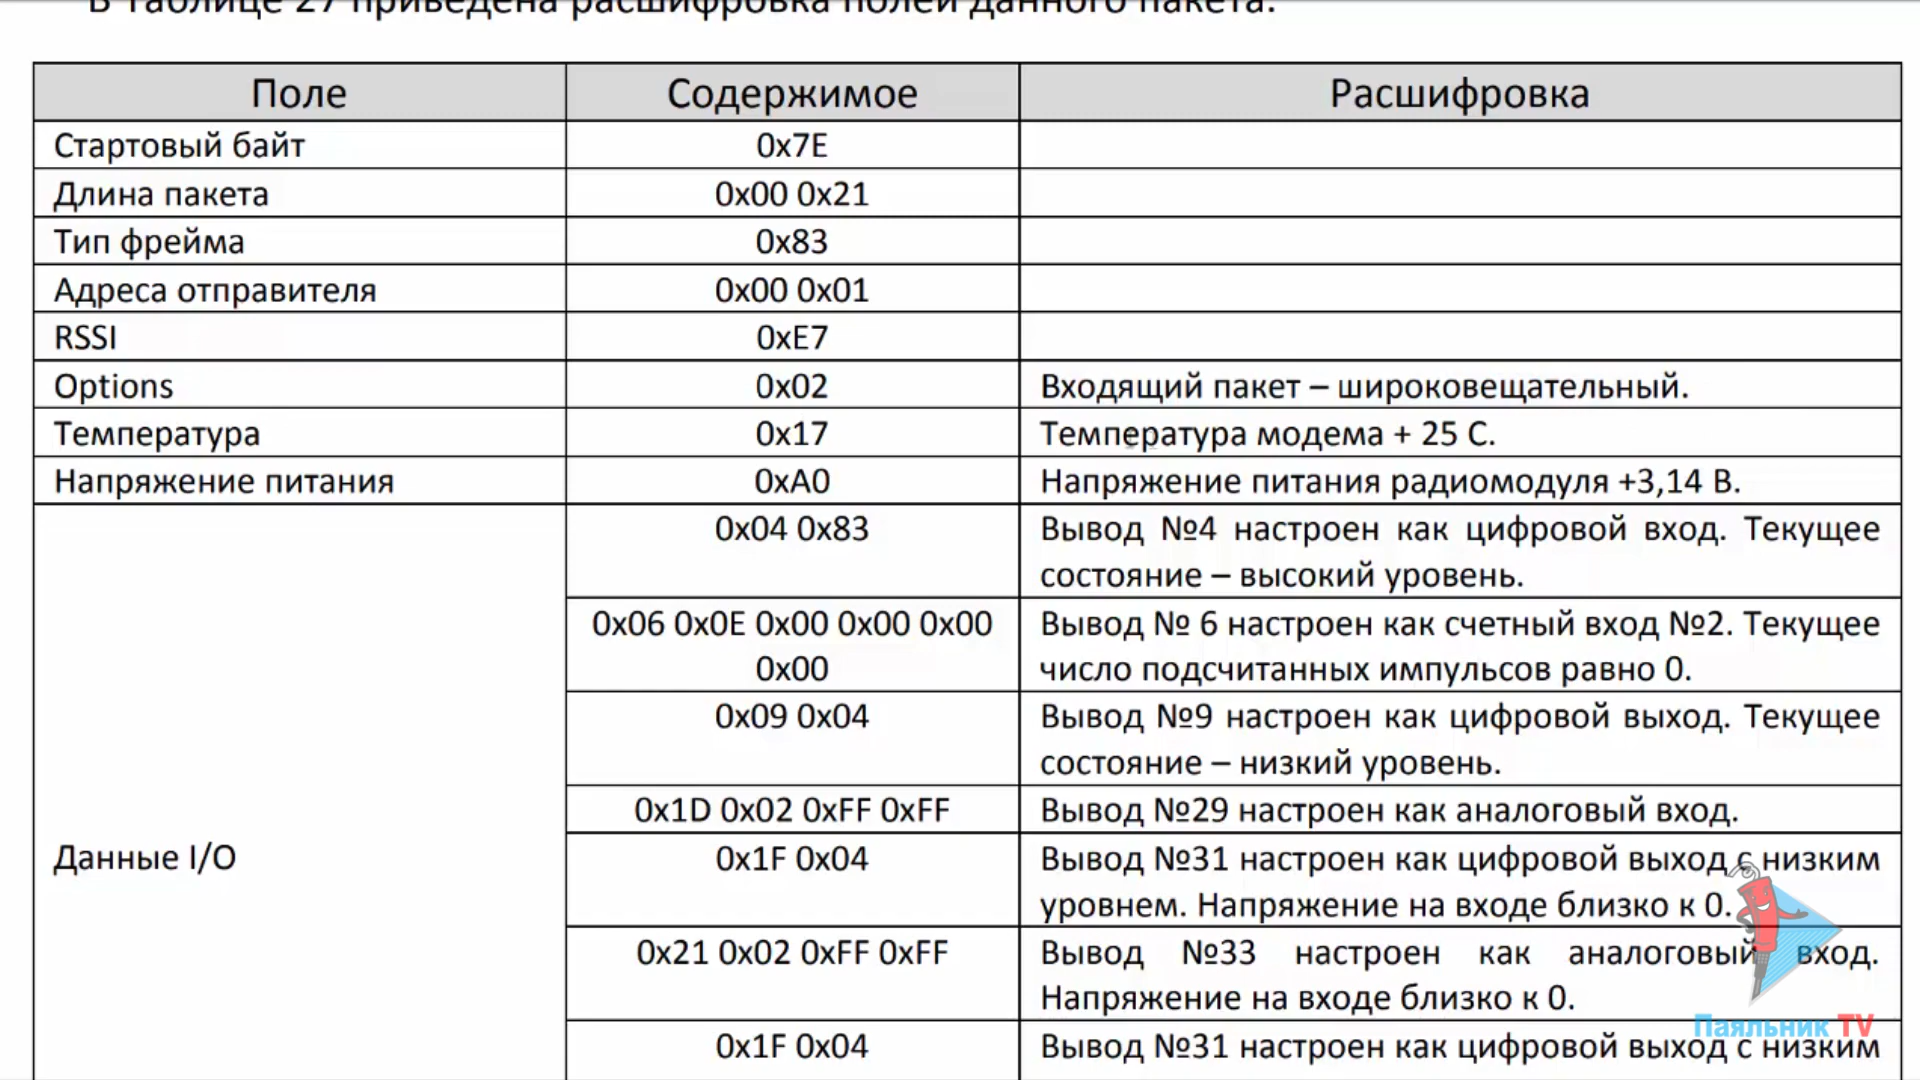 В Таблице 27 приведена расшифровка полей данного пакета.
Поле Содержимое Расшифровка
Стартовый байт 0x7E
Длина пакета 0x00 0x21
Тип фрейма 0x83
Адреса отправителя 0x00 0x01
RSSI 0xE7
Options 0x02 Входящий пакет – широковещательный.
Температура 0x17 Температура модема + 25 С.
Напряжение питания 0xA0 Напряжение питания радиомодуля +3,14 В.
Данные I/O
0x04 0x83 Вывод №4 настроен как цифровой вход. Текущее
состояние – высокий уровень.
0x06 0x0E 0x00 0x00 0x00 Вывод № 6 настроен как счетный вход №2. Текущее
0x00 число подсчитанных импульсов равно 0.
0x09 0x04 Вывод №9 настроен как цифровой выход. Текущее
состояние – низкий уровень.
0x1D 0x02 0xFF 0xFF Вывод №29 настроен как аналоговый вход.
0x1F 0x04 Вывод №31 настроен как цифровой выход с низким
уровнем. Напряжение на входе близко к 0.
0x21 0x02 0xFF 0xFF Вывод №33 настроен как аналоговый вход.
Напряжение на входе близко к 0.
0x1F 0x04 Вывод №31 настроен как цифровой выход с низким
Паяльник TV